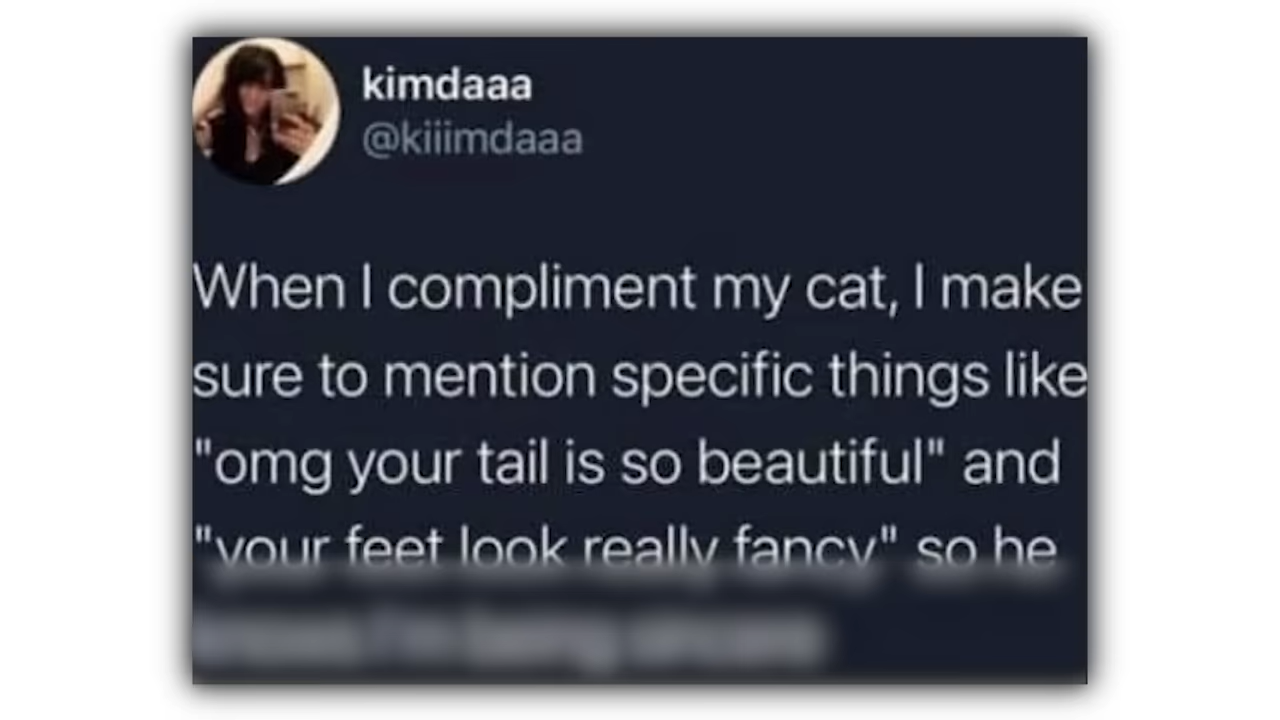 kimdaaa
@kiiimdaaa
When I compliment my cat, I make
sure to mention specific things like
"omg your tail is so beautiful" and
"your feet look really fancy" so he